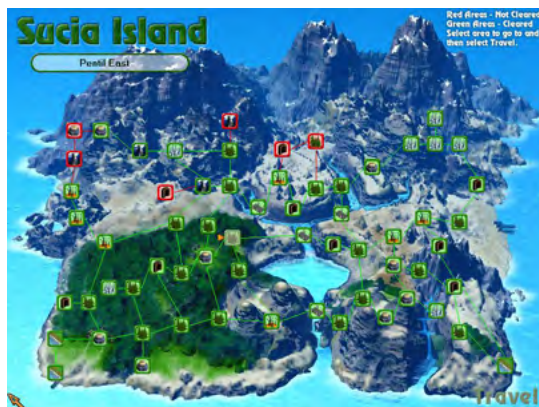 Sucia Island
Pentil East
Red Areas - Not Cleared
Green Areas - Cleared
Select area to go to and
then select Travel.
Travel